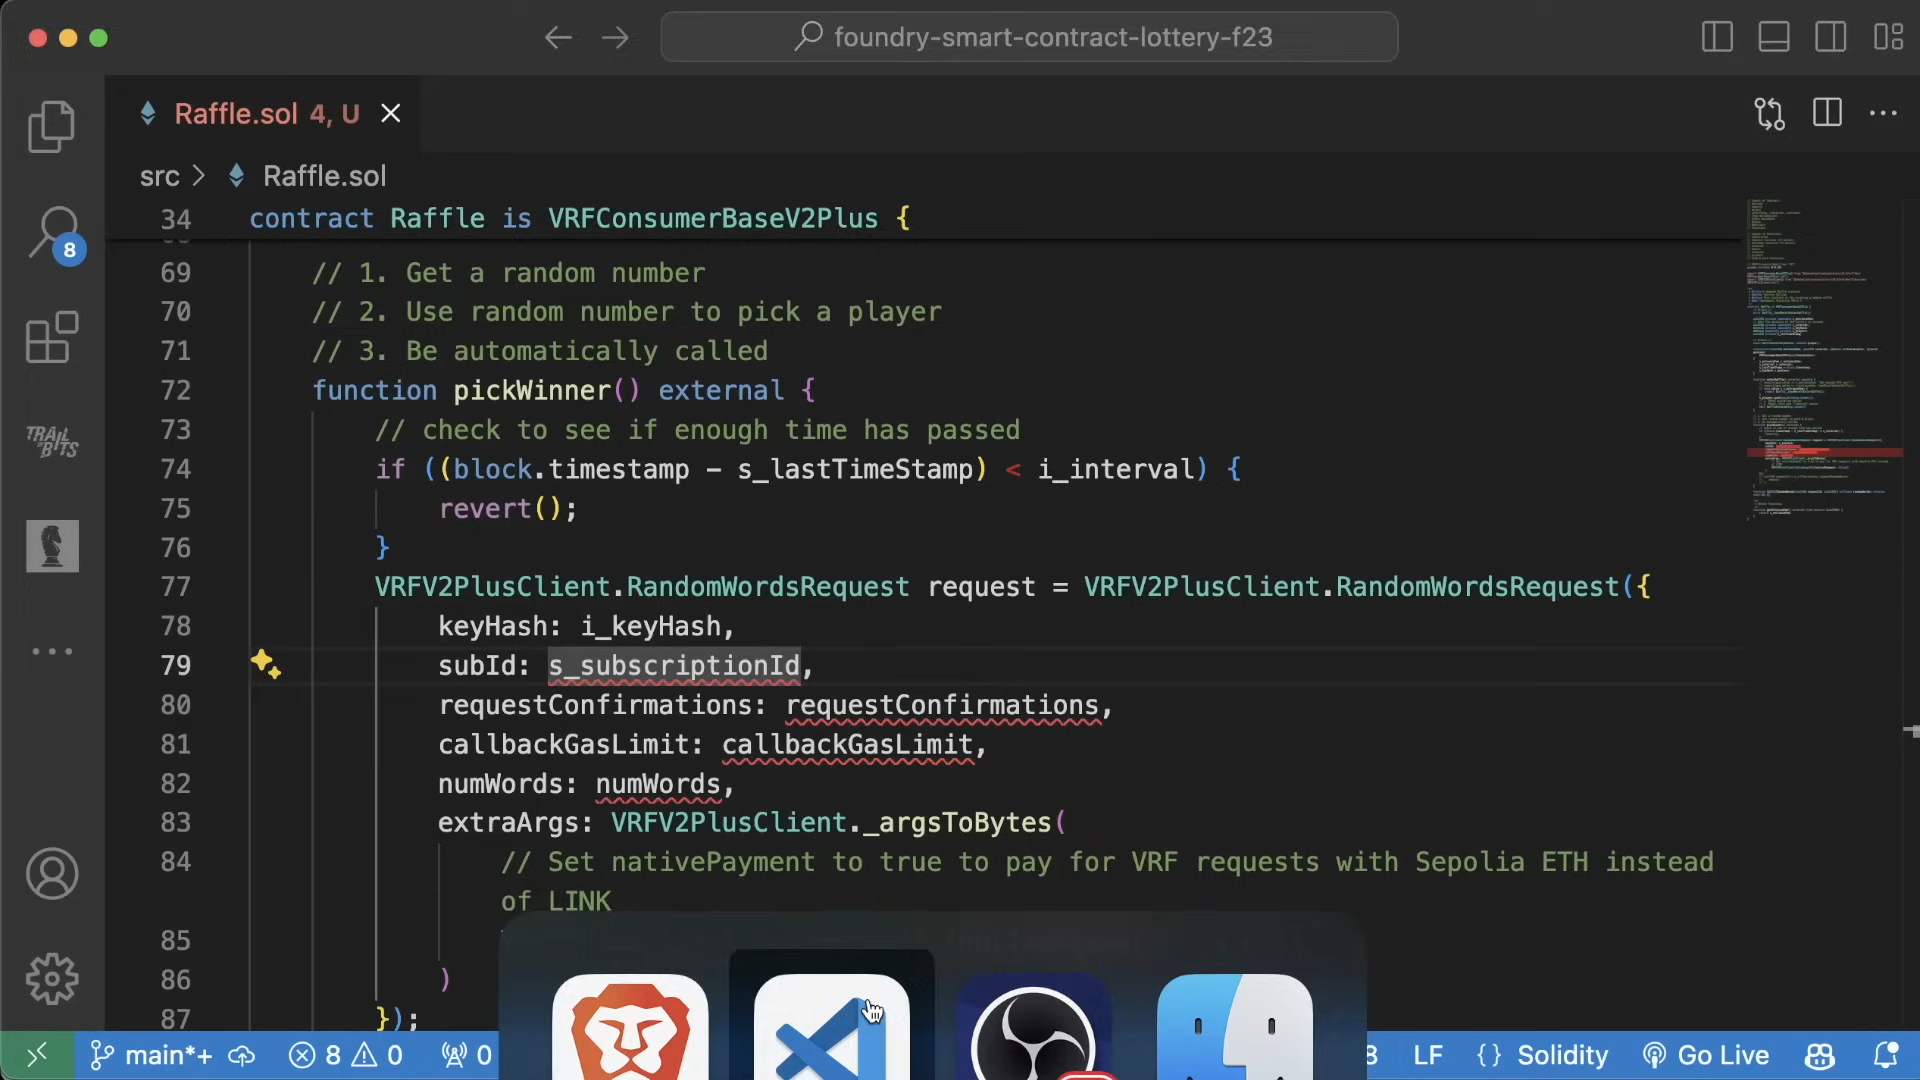 foundry-smart-contract-lottery-f23
Raffle.sol 4, U
src > Raffle.sol
34 contract Raffle is VRFConsumerBaseV2Plus {
69 // 1. Get a random number
70 // 2. Use random number to pick a player
71 // 3. Be automatically called
72 function pickWinner() external {
73 // check to see if enough time has passed
74 if ((block.timestamp - s_lastTimeStamp) < i_interval) {
75 revert();
76 }
77 VRFV2PlusClient.RandomWordsRequest request = VRFV2PlusClient.RandomWordsRequest({
78 keyHash: i_keyHash,
79 subId: s_subscriptionId,
80 requestConfirmations: requestConfirmations,
81 callbackGasLimit: callbackGasLimit,
82 numWords: numWords,
83 extraArgs: VRFV2PlusClient._argsToBytes(
84 // Set nativePayment to true to pay for VRF requests with Sepolia ETH instead
of LINK
85
86 )
87 });
8
TRAIL OF BITS
main*+ 8 0 0 8 LF {} Solidity Go Live